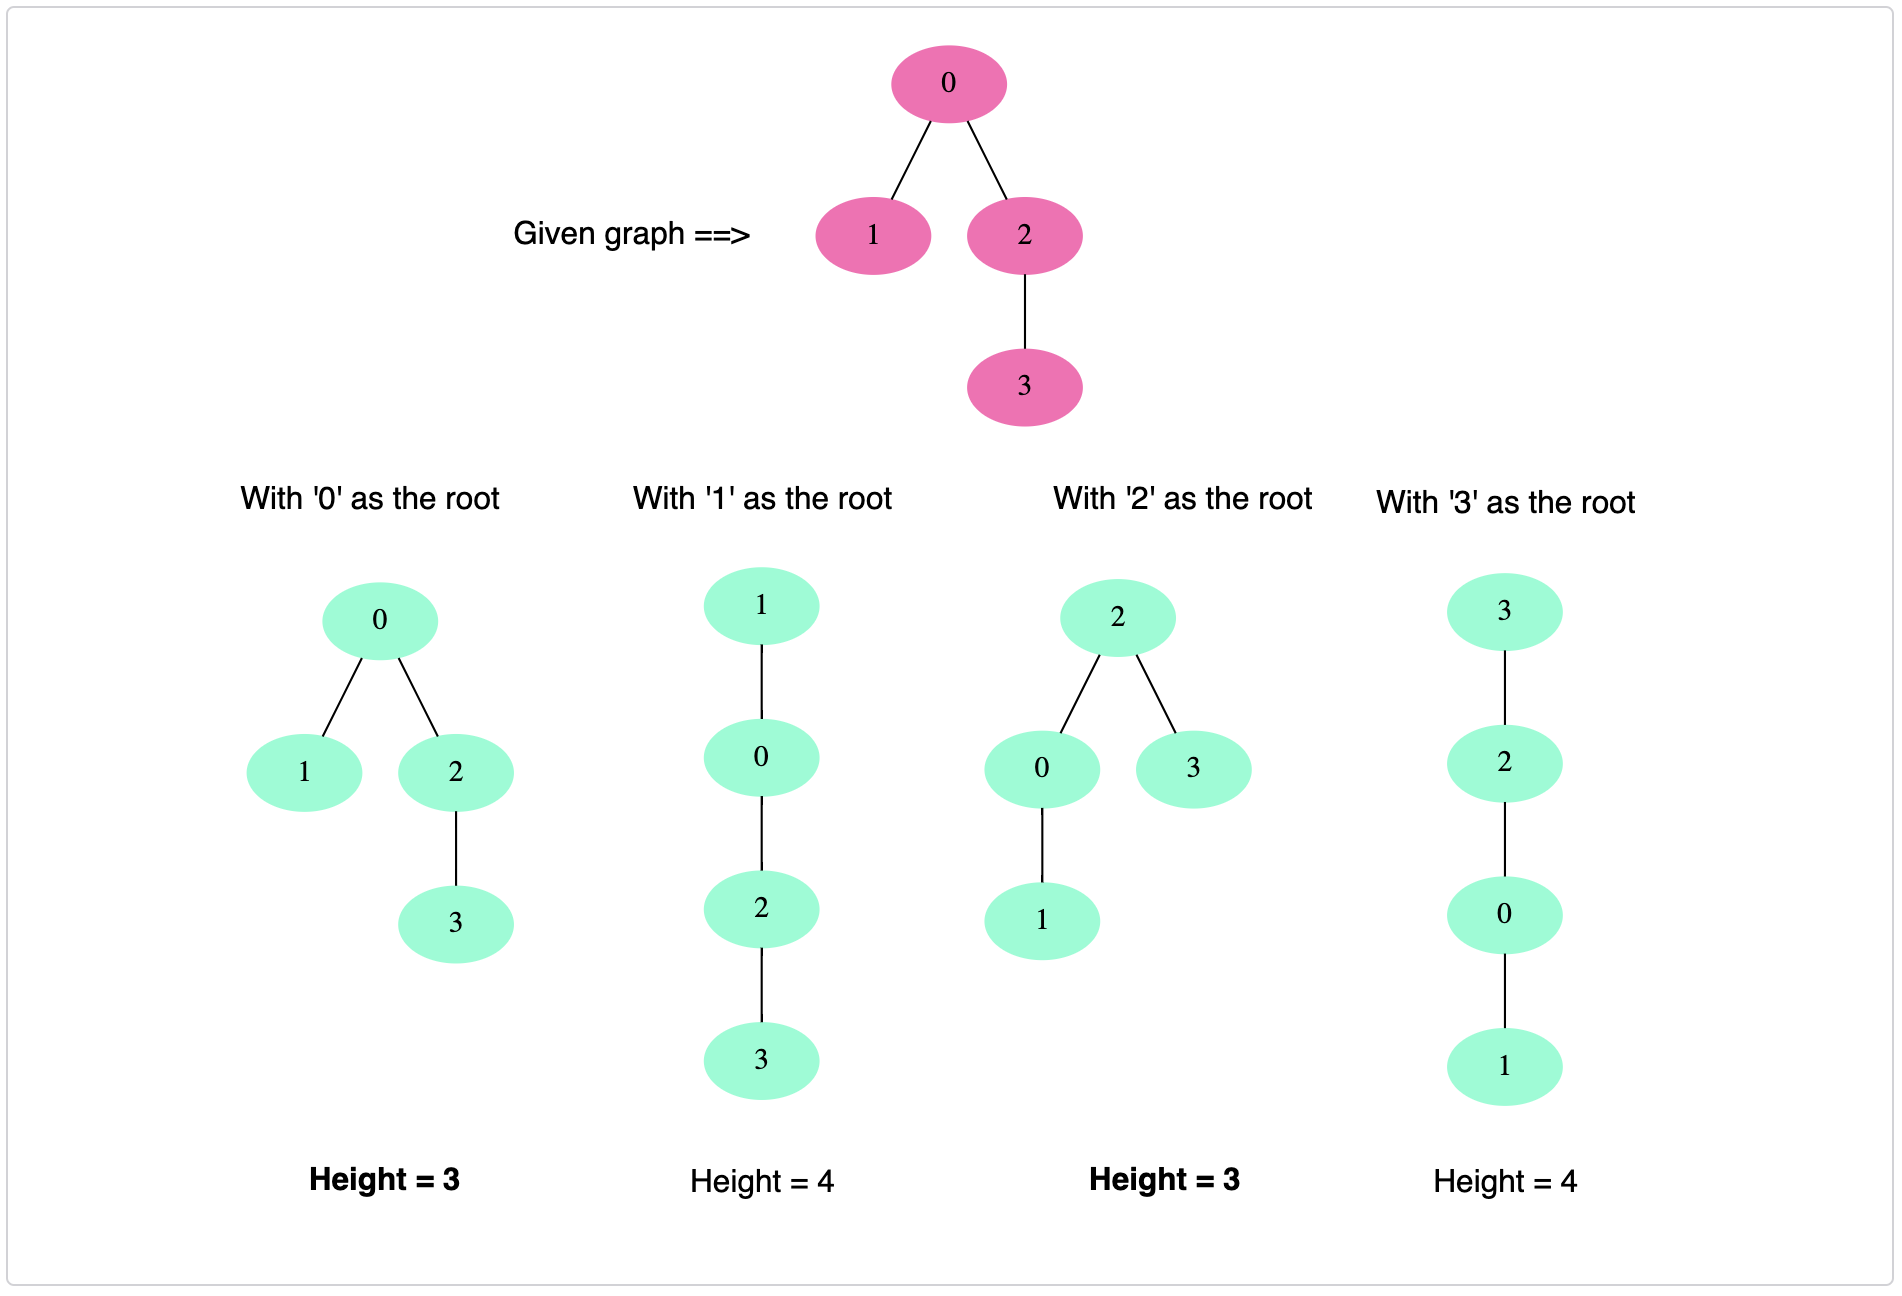 0
Given graph ==>
1 2
3
With '0' as the root
With '1' as the root
With '2' as the root
With '3' as the root
0
1 2
3
1
0
2
3
2
0 3
1
3
2
0
1
Height = 3
Height = 4
Height = 3
Height = 4